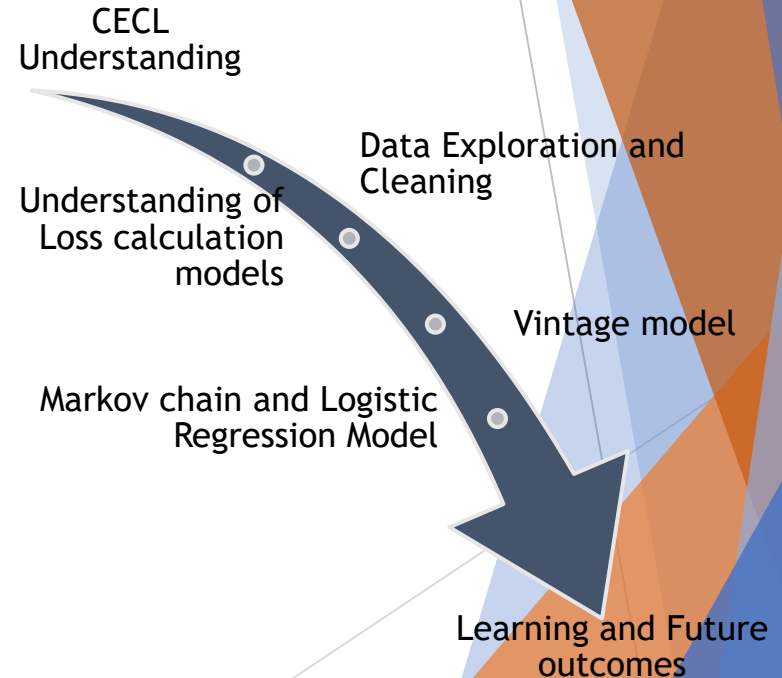 CECL
Understanding
Data Exploration and
Cleaning
Understanding of
Loss calculation
models
Vintage model
Markov chain and Logistic
Regression Model
Learning and Future
outcomes